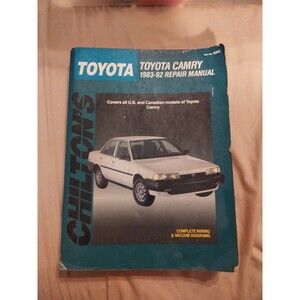 TOYOTA
TOYOTA CAMRY
1983-92 REPAIR MANUAL
Covers all U.S. and Canadian models of Toyota
Camry
CHILTON'S
COMPLETE WIRING
& VACUUM DIAGRAMS